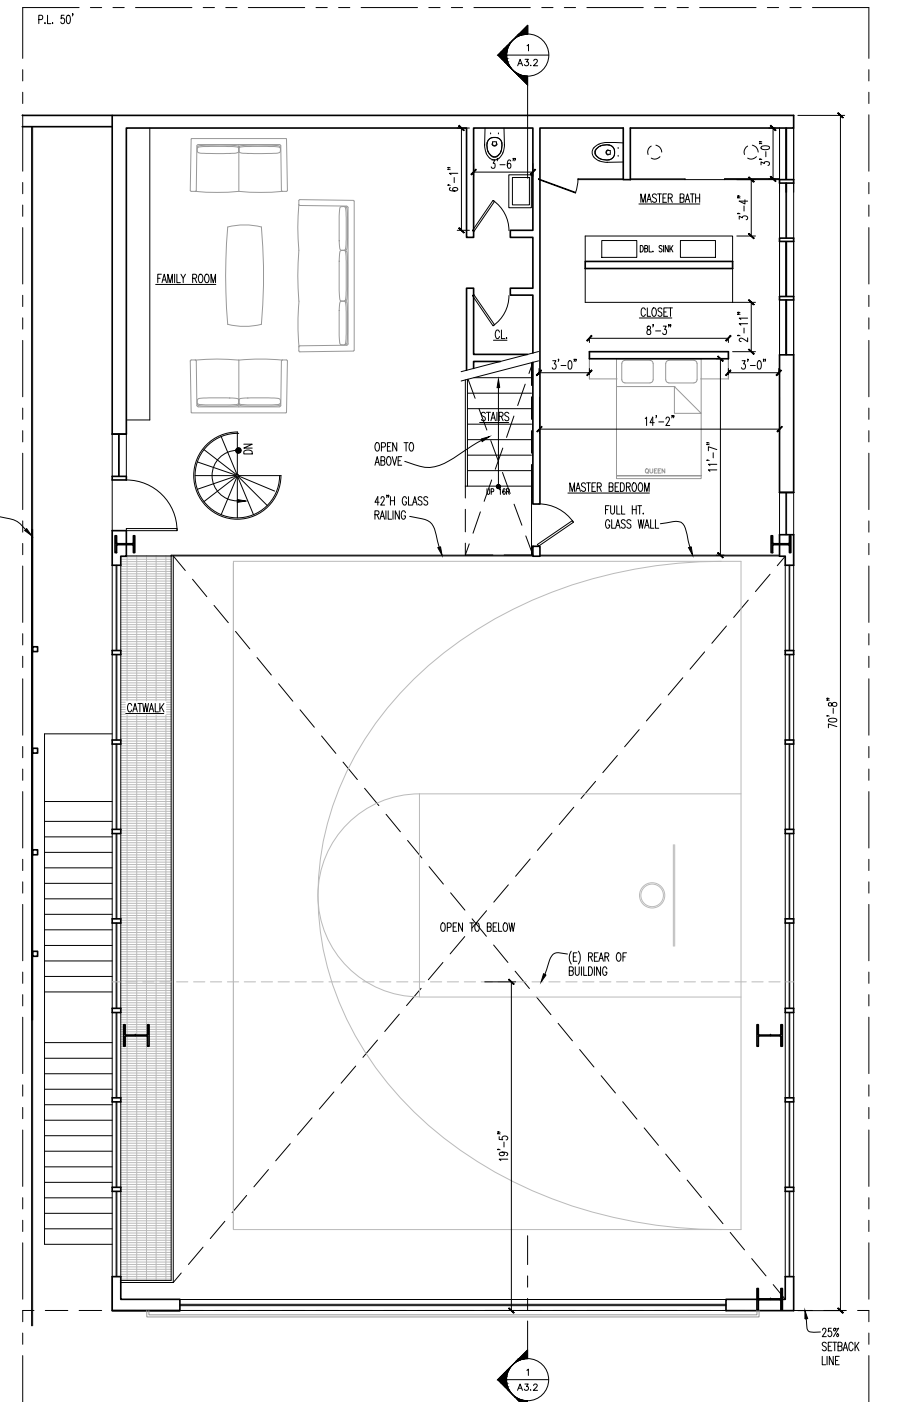 P.L. 50'
1
A3.2
3'-6"
6'-1"
3'-0"
MASTER BATH
3'-4"
DBL. SINK
FAMILY ROOM
CLOSET
8'-3"
2'-11"
CL.
3'-0"
3'-0"
STAIRS
14'-2"
DN
OPEN TO
ABOVE
11'-7"
QUEEN
UP 16R
MASTER BEDROOM
42"H GLASS
RAILING
FULL HT.
GLASS WALL
CATWALK
70'-8"
OPEN TO BELOW
(E) REAR OF
BUILDING
19'-5"
25%
SETBACK
LINE
1
A3.2